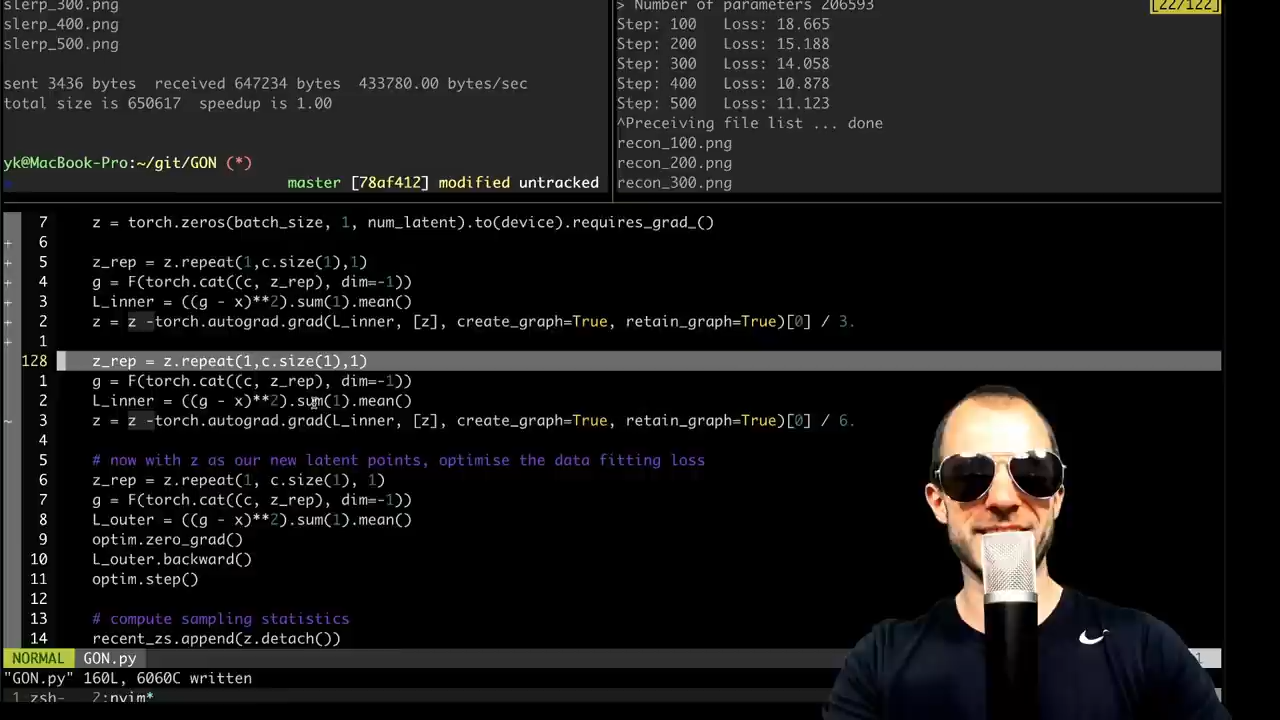 slerp_300.png
slerp_400.png
slerp_500.png
sent 3436 bytes  received 647234 bytes  433780.00 bytes/sec
total size is 650617  speedup is 1.00
yk@MacBook-Pro:~/git/GON (*)
master [78af412] modified untracked
> Number of parameters 206593
[22/122]
Step: 100   Loss: 18.665
Step: 200   Loss: 15.188
Step: 300   Loss: 14.058
Step: 400   Loss: 10.878
Step: 500   Loss: 11.123
^Preceiving file list ... done
recon_100.png
recon_200.png
recon_300.png
7     z = torch.zeros(batch_size, 1, num_latent).to(device).requires_grad_()
+ 6
+ 5     z_rep = z.repeat(1,c.size(1),1)
+ 4     g = F(torch.cat((c, z_rep), dim=-1))
+ 3     L_inner = ((g - x)**2).sum(1).mean()
+ 2     z = z -torch.autograd.grad(L_inner, [z], create_graph=True, retain_graph=True)[0] / 3.
+ 1
128     z_rep = z.repeat(1,c.size(1),1)
1     g = F(torch.cat((c, z_rep), dim=-1))
2     L_inner = ((g - x)**2).sum(1).mean()
~ 3     z = z -torch.autograd.grad(L_inner, [z], create_graph=True, retain_graph=True)[0] / 6.
4
5     # now with z as our new latent points, optimise the data fitting loss
6     z_rep = z.repeat(1, c.size(1), 1)
7     g = F(torch.cat((c, z_rep), dim=-1))
8     L_outer = ((g - x)**2).sum(1).mean()
9     optim.zero_grad()
10     L_outer.backward()
11     optim.step()
12
13     # compute sampling statistics
14     recent_zs.append(z.detach())
NORMAL  GON.py
"GON.py" 160L, 6060C written
1 zsh-  2:nvim*